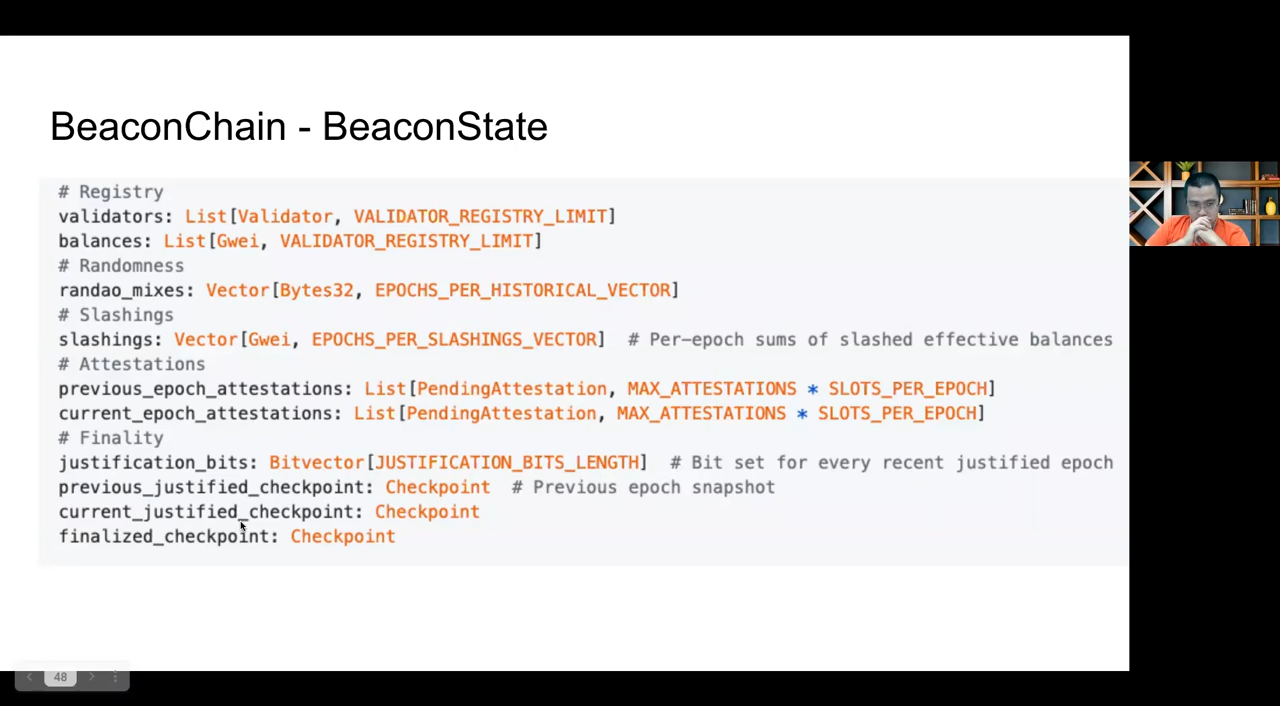 BeaconChain - BeaconState
# Registry
validators: List[Validator, VALIDATOR_REGISTRY_LIMIT]
balances: List[Gwei, VALIDATOR_REGISTRY_LIMIT]
# Randomness
randao_mixes: Vector[Bytes32, EPOCHS_PER_HISTORICAL_VECTOR]
# Slashings
slashings: Vector[Gwei, EPOCHS_PER_SLASHINGS_VECTOR]  # Per-epoch sums of slashed effective balances
# Attestations
previous_epoch_attestations: List[PendingAttestation, MAX_ATTESTATIONS * SLOTS_PER_EPOCH]
current_epoch_attestations: List[PendingAttestation, MAX_ATTESTATIONS * SLOTS_PER_EPOCH]
# Finality
justification_bits: Bitvector[JUSTIFICATION_BITS_LENGTH]  # Bit set for every recent justified epoch
previous_justified_checkpoint: Checkpoint  # Previous epoch snapshot
current_justified_checkpoint: Checkpoint
finalized_checkpoint: Checkpoint
48